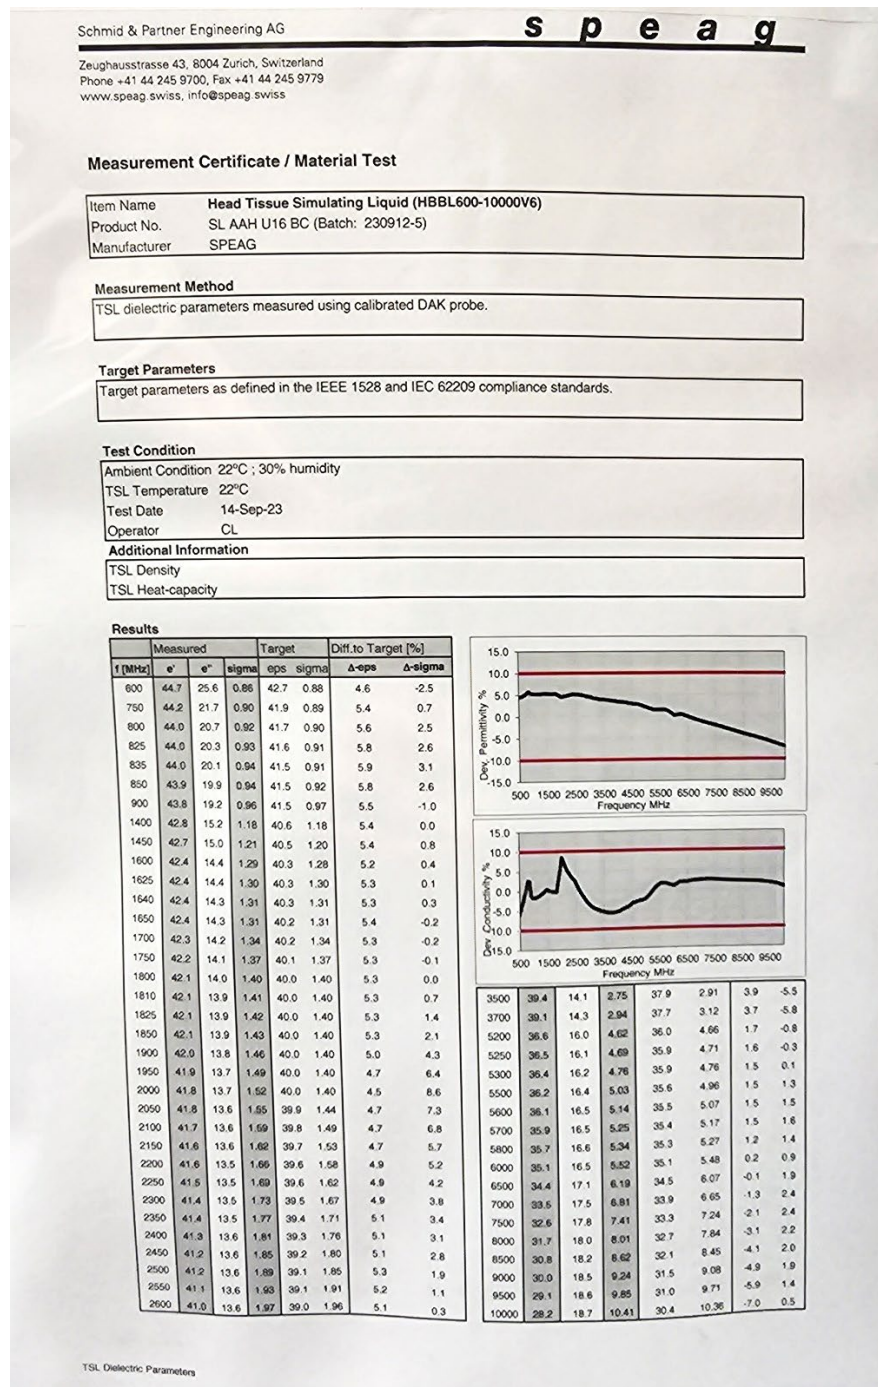 Schmid & Partner Engineering AG
s p e a g
Zeughausstrasse 43, 8004 Zurich, Switzerland
Phone +41 44 245 9700, Fax +41 44 245 9779
www.speag.swiss, info@speag.swiss
Measurement Certificate / Material Test
Item Name Head Tissue Simulating Liquid (HBBL600-10000V6)
Product No. SL AAH U16 BC (Batch: 230912-5)
Manufacturer SPEAG
Measurement Method
TSL dielectric parameters measured using calibrated DAK probe.
Target Parameters
Target parameters as defined in the IEEE 1528 and IEC 62209 compliance standards.
Test Condition
Ambient Condition 22°C ; 30% humidity
TSL Temperature 22°C
Test Date 14-Sep-23
Operator CL
Additional Information
TSL Density
TSL Heat-capacity
Results
Measured Target Diff.to Target [%]
f [MHz] e' e" sigma eps sigma Δ-eps Δ-sigma
600 44.7 25.6 0.86 42.7 0.88 4.6 -2.5
750 44.2 21.7 0.90 41.9 0.89 5.4 0.7
800 44.0 20.7 0.92 41.7 0.90 5.6 2.5
825 44.0 20.3 0.93 41.6 0.91 5.8 2.6
835 44.0 20.1 0.94 41.5 0.91 5.9 3.1
850 43.9 19.9 0.94 41.5 0.92 5.8 2.6
900 43.8 19.2 0.96 41.5 0.97 5.5 -1.0
1400 42.8 15.2 1.18 40.6 1.18 5.4 0.0
1450 42.7 15.0 1.21 40.5 1.20 5.4 0.8
1600 42.4 14.4 1.29 40.3 1.28 5.2 0.4
1625 42.4 14.4 1.30 40.3 1.30 5.3 0.1
1640 42.4 14.3 1.31 40.3 1.31 5.3 0.3
1650 42.4 14.3 1.31 40.2 1.31 5.4 -0.2
1700 42.3 14.2 1.34 40.2 1.34 5.3 -0.2
1750 42.2 14.1 1.37 40.1 1.37 5.3 -0.1
1800 42.1 14.0 1.40 40.0 1.40 5.3 0.0
1810 42.1 13.9 1.41 40.0 1.40 5.3 0.7
1825 42.1 13.9 1.42 40.0 1.40 5.3 1.4
1850 42.1 13.9 1.43 40.0 1.40 5.3 2.1
1900 42.0 13.8 1.46 40.0 1.40 5.0 4.3
1950 41.9 13.7 1.49 40.0 1.40 4.7 6.4
2000 41.8 13.7 1.52 40.0 1.40 4.5 8.6
2050 41.8 13.6 1.55 39.9 1.44 4.7 7.3
2100 41.7 13.6 1.59 39.8 1.49 4.7 6.8
2150 41.6 13.6 1.62 39.7 1.53 4.7 5.7
2200 41.6 13.5 1.66 39.6 1.58 4.9 5.2
2250 41.5 13.5 1.69 39.6 1.62 4.9 4.2
2300 41.4 13.5 1.73 39.5 1.67 4.9 3.8
2350 41.4 13.5 1.77 39.4 1.71 5.1 3.4
2400 41.3 13.6 1.81 39.3 1.76 5.1 3.1
2450 41.2 13.6 1.85 39.2 1.80 5.1 2.8
2500 41.2 13.6 1.89 39.1 1.85 5.3 1.9
2550 41.1 13.6 1.93 39.1 1.91 5.2 1.1
2600 41.0 13.6 1.97 39.0 1.96 5.1 0.3
15.0
10.0
5.0
0.0
-5.0
-10.0
-15.0
Dev. Permittivity %
500 1500 2500 3500 4500 5500 6500 7500 8500 9500
Frequency MHz
15.0
10.0
5.0
0.0
-5.0
-10.0
-15.0
Dev. Conductivity %
500 1500 2500 3500 4500 5500 6500 7500 8500 9500
Frequency MHz
3500 39.4 14.1 2.75 37.9 2.91 3.9 -5.5
3700 39.1 14.3 2.94 37.7 3.12 3.7 -5.8
5200 36.6 16.0 4.62 36.0 4.66 1.7 -0.8
5250 36.5 16.1 4.69 35.9 4.71 1.6 -0.3
5300 36.4 16.2 4.76 35.9 4.76 1.5 0.1
5500 36.2 16.4 5.03 35.6 4.96 1.5 1.3
5600 36.1 16.5 5.14 35.5 5.07 1.5 1.5
5700 35.9 16.5 5.25 35.4 5.17 1.5 1.6
5800 35.7 16.6 5.34 35.3 5.27 1.2 1.4
6000 35.1 16.5 5.52 35.1 5.48 0.2 0.9
6500 34.4 17.1 6.19 34.5 6.07 -0.1 1.9
7000 33.5 17.5 6.81 33.9 6.65 -1.3 2.4
7500 32.6 17.8 7.41 33.3 7.24 -2.1 2.4
8000 31.7 18.0 8.01 32.7 7.84 -3.1 2.2
8500 30.8 18.2 8.62 32.1 8.45 -4.1 2.0
9000 30.0 18.5 9.24 31.5 9.08 -4.9 1.9
9500 29.1 18.6 9.85 31.0 9.71 -5.9 1.4
10000 28.2 18.7 10.41 30.4 10.36 -7.0 0.5
TSL Dielectric Parameters